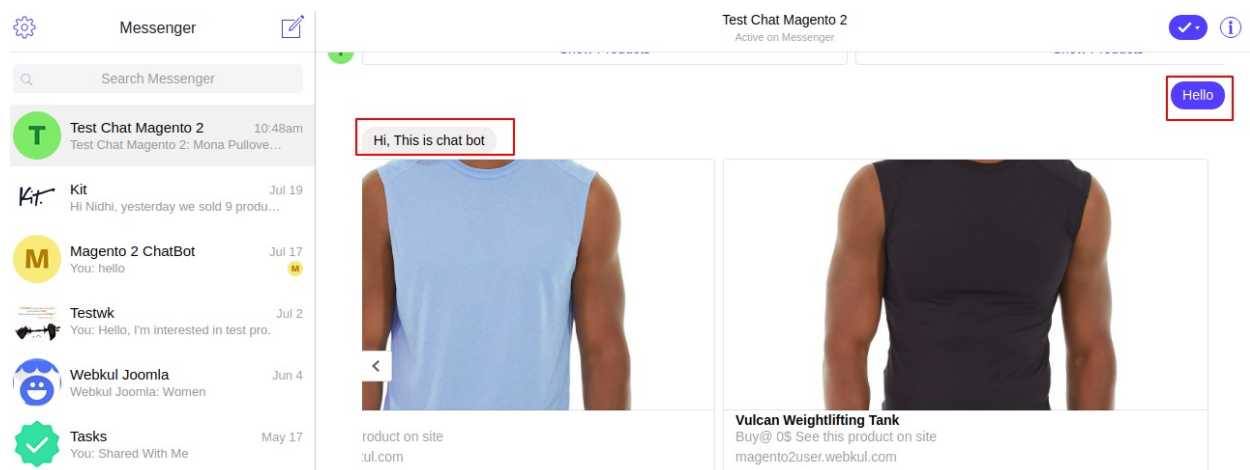 Messenger
Search Messenger
T
Test Chat Magento 2
10:48am
Test Chat Magento 2: Mona Pullove...
Kit.
Kit
Jul 19
Hi Nidhi, yesterday we sold 9 produ...
M
Magento 2 ChatBot
Jul 17
You: hello
M
Testwk
Jul 2
You: Hello, I'm interested in test pro.
Webkul Joomla
Jun 4
Webkul Joomla: Women
Tasks
May 17
You: Shared With Me
Test Chat Magento 2
Active on Messenger
Hello
Hi, This is chat bot
roduct on site
Vulcan Weightlifting Tank
Buy@ 0$ See this product on site
magento2user.webkul.com